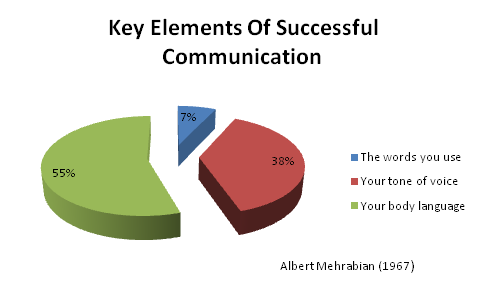 Key Elements Of Successful
Communication
7%
38%
55%
The words you use
Your tone of voice
Your body language
Albert Mehrabian (1967)